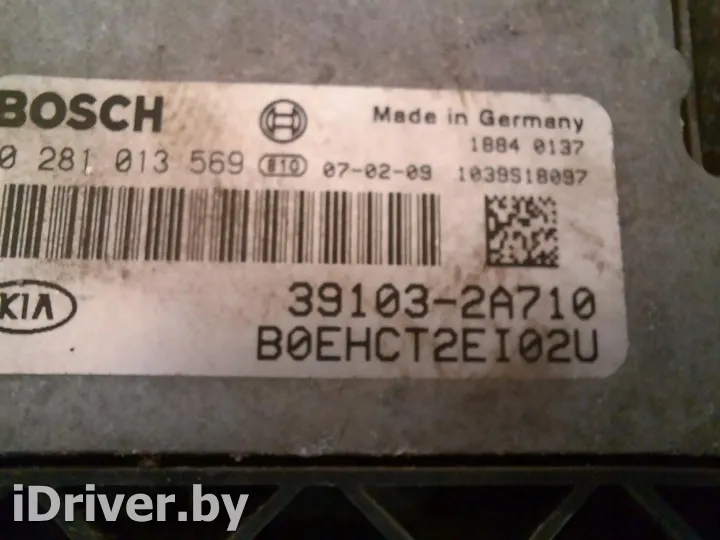 BOSCH
Made in Germany
1884 0137
0 281 013 569 810 07-02-09 1039S18097
KIA
39103-2A710
B0EHCT2EI02U
iDriver.by